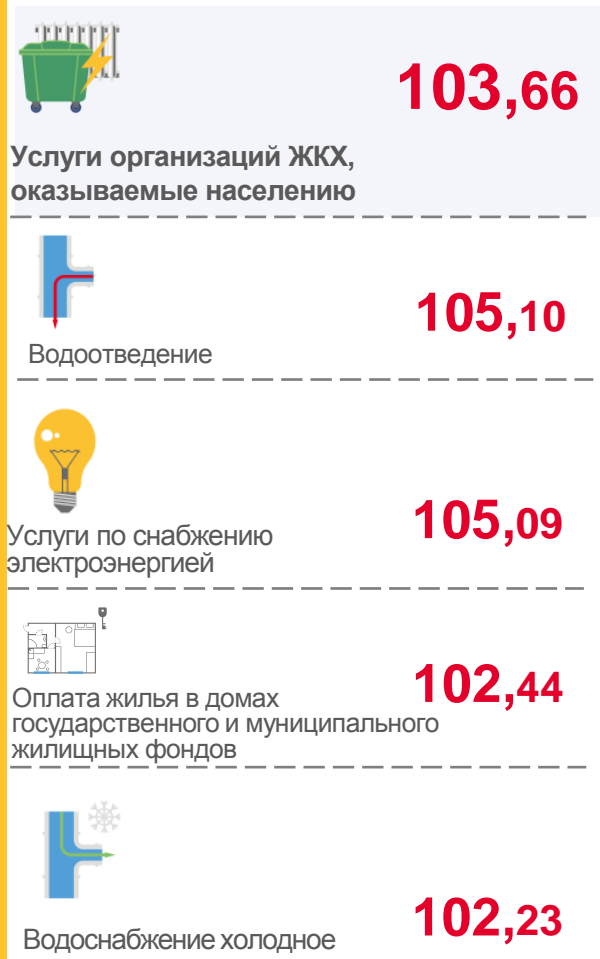 103,66
Услуги организаций ЖКХ,
оказываемые населению
105,10
Водоотведение
105,09
Услуги по снабжению
электроэнергией
102,44
Оплата жилья в домах
государственного и муниципального
жилищных фондов
102,23
Водоснабжение холодное